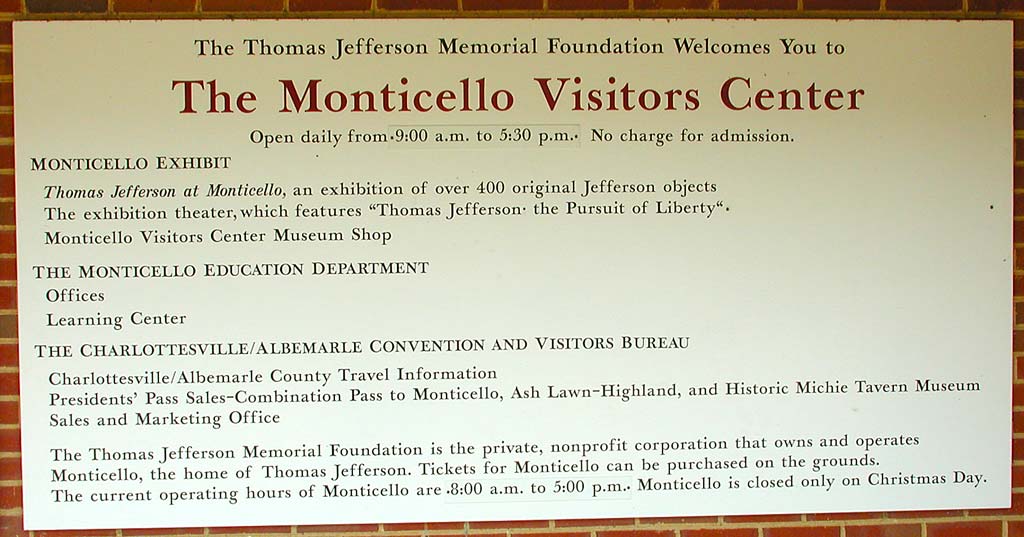 The Thomas Jefferson Memorial Foundation Welcomes You to
The Monticello Visitors Center
Open daily from 9:00 a.m. to 5:30 p.m. No charge for admission.
MONTICELLO EXHIBIT
Thomas Jefferson at Monticello, an exhibition of over 400 original Jefferson objects
The exhibition theater, which features “Thomas Jefferson· the Pursuit of Liberty“.
Monticello Visitors Center Museum Shop
THE MONTICELLO EDUCATION DEPARTMENT
Offices
Learning Center
THE CHARLOTTESVILLE/ALBEMARLE CONVENTION AND VISITORS BUREAU
Charlottesville/Albemarle County Travel Information
Presidents’ Pass Sales–Combination Pass to Monticello, Ash Lawn–Highland, and Historic Michie Tavern Museum
Sales and Marketing Office
The Thomas Jefferson Memorial Foundation is the private, nonprofit corporation that owns and operates
Monticello, the home of Thomas Jefferson. Tickets for Monticello can be purchased on the grounds.
The current operating hours of Monticello are 8:00 a.m. to 5:00 p.m. Monticello is closed only on Christmas Day.